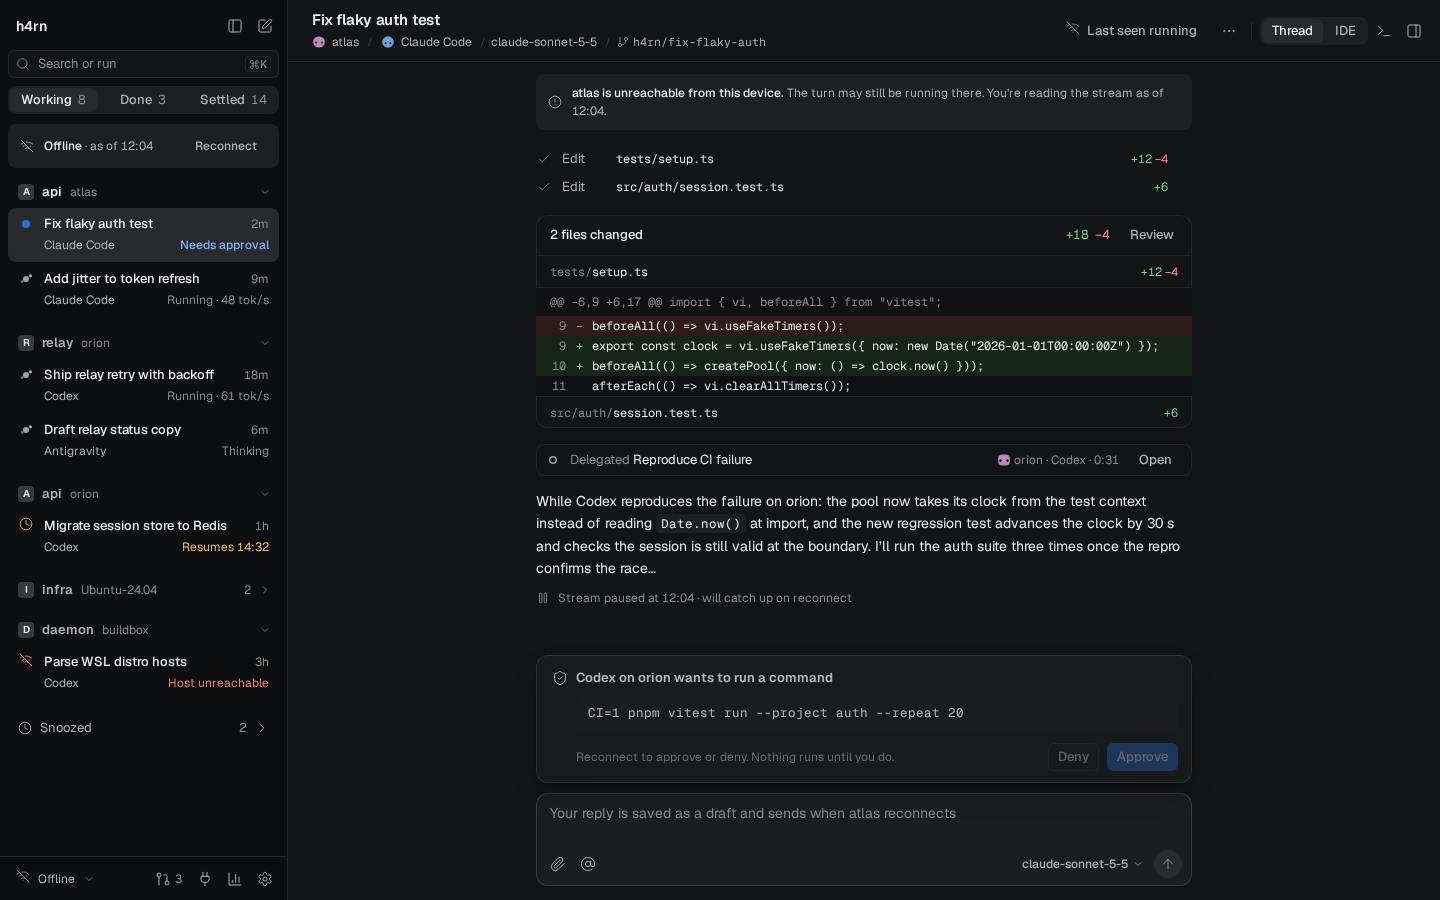 h4rn
Search or run ⌘K
Working 8 Done 3 Settled 14
Offline · as of 12:04 Reconnect
A api atlas
Fix flaky auth test 2m
Claude Code Needs approval
Add jitter to token refresh 9m
Claude Code Running · 48 tok/s
R relay orion
Ship relay retry with backoff 18m
Codex Running · 61 tok/s
Draft relay status copy 6m
Antigravity Thinking
A api orion
Migrate session store to Redis 1h
Codex Resumes 14:32
I infra Ubuntu-24.04 2
D daemon buildbox
Parse WSL distro hosts 3h
Codex Host unreachable
Snoozed 2
Offline 3
Fix flaky auth test
atlas / Claude Code / claude-sonnet-5-5 / h4rn/fix-flaky-auth
Last seen running ··· Thread IDE
atlas is unreachable from this device. The turn may still be running there. You're reading the stream as of
12:04.
Edit tests/setup.ts +12 −4
Edit src/auth/session.test.ts +6
2 files changed +18 −4 Review
tests/setup.ts +12 −4
@@ -6,9 +6,17 @@ import { vi, beforeAll } from "vitest";
9 − beforeAll(() => vi.useFakeTimers());
9 + export const clock = vi.useFakeTimers({ now: new Date("2026-01-01T00:00:00Z") });
10 + beforeAll(() => createPool({ now: () => clock.now() }));
11 afterEach(() => vi.clearAllTimers());
src/auth/session.test.ts +6
Delegated Reproduce CI failure orion · Codex · 0:31 Open
While Codex reproduces the failure on orion: the pool now takes its clock from the test context
instead of reading Date.now() at import, and the new regression test advances the clock by 30 s
and checks the session is still valid at the boundary. I'll run the auth suite three times once the repro
confirms the race…
Stream paused at 12:04 · will catch up on reconnect
Codex on orion wants to run a command
CI=1 pnpm vitest run --project auth --repeat 20
Reconnect to approve or deny. Nothing runs until you do. Deny Approve
Your reply is saved as a draft and sends when atlas reconnects
claude-sonnet-5-5